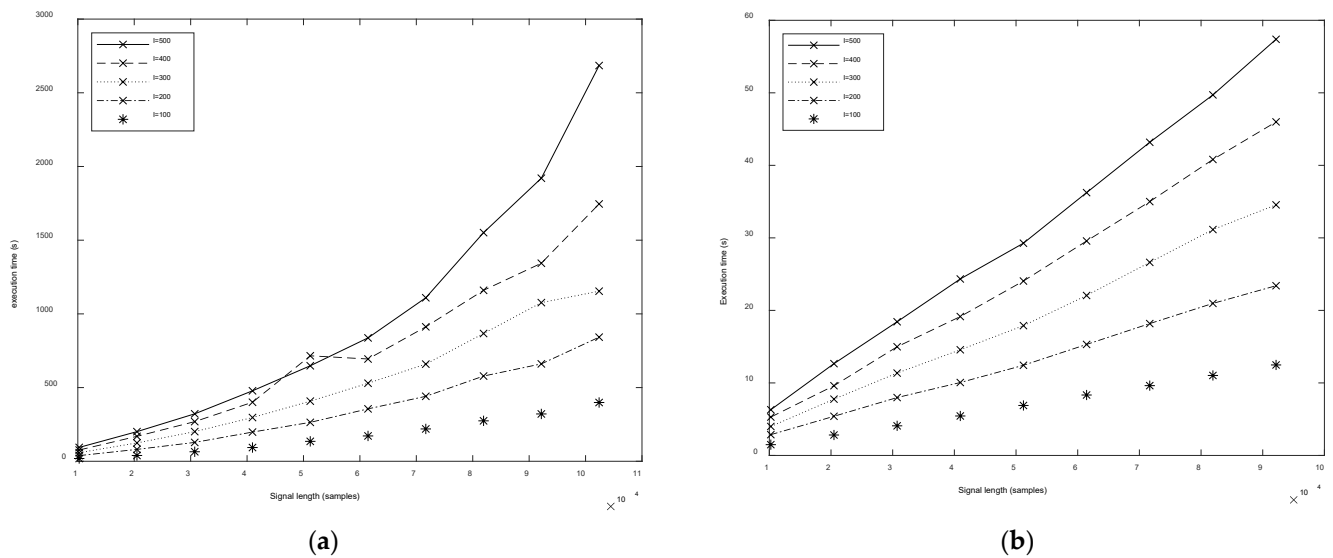 3000
2500
2000
1500
1000
500
0
execution time (s)
I=500
I=400
I=300
I=200
I=100
1 2 3 4 5 6 7 8 9 10 11
Signal length (samples)
× 10 4
(a)
60
50
40
30
20
10
0
Execution time (s)
I=500
I=400
I=300
I=200
I=100
1 2 3 4 5 6 7 8 9 10
Signal length (samples)
× 10 4
(b)